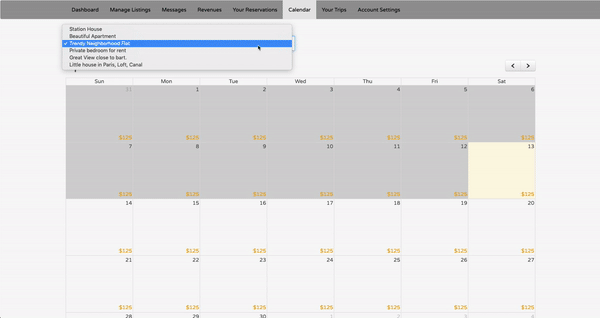 Dashboard Manage Listings Messages Revenues Your Reservations Calendar Your Trips Account Settings
Station House
Beautiful Apartment
✓ Trendy Neighborhood Flat
Private bedroom for rent
Great View close to bart.
Little house in Paris, Loft, Canal
< >
Sun Mon Tue Wed Thu Fri Sat
31 1 2 3 4 5 6
$125 $125 $125 $125 $125 $125 $125
7 8 9 10 11 12 13
$125 $125 $125 $125 $125 $125 $125
14 15 16 17 18 19 20
$125 $125 $125 $125 $125 $125 $125
21 22 23 24 25 26 27
$125 $125 $125 $125 $125 $125 $125
28 29 30 1 2 3 4